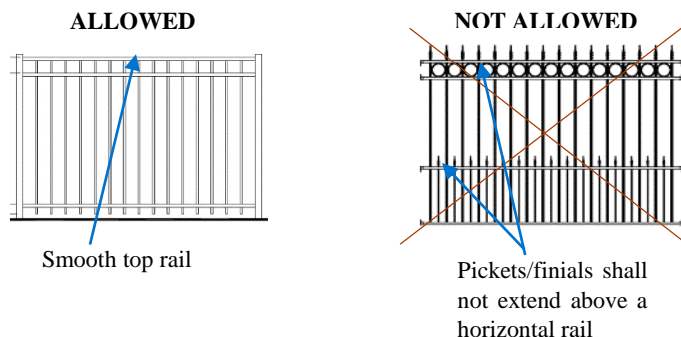 ALLOWED
NOT ALLOWED
Smooth top rail
Pickets/finials shall
not extend above a
horizontal rail